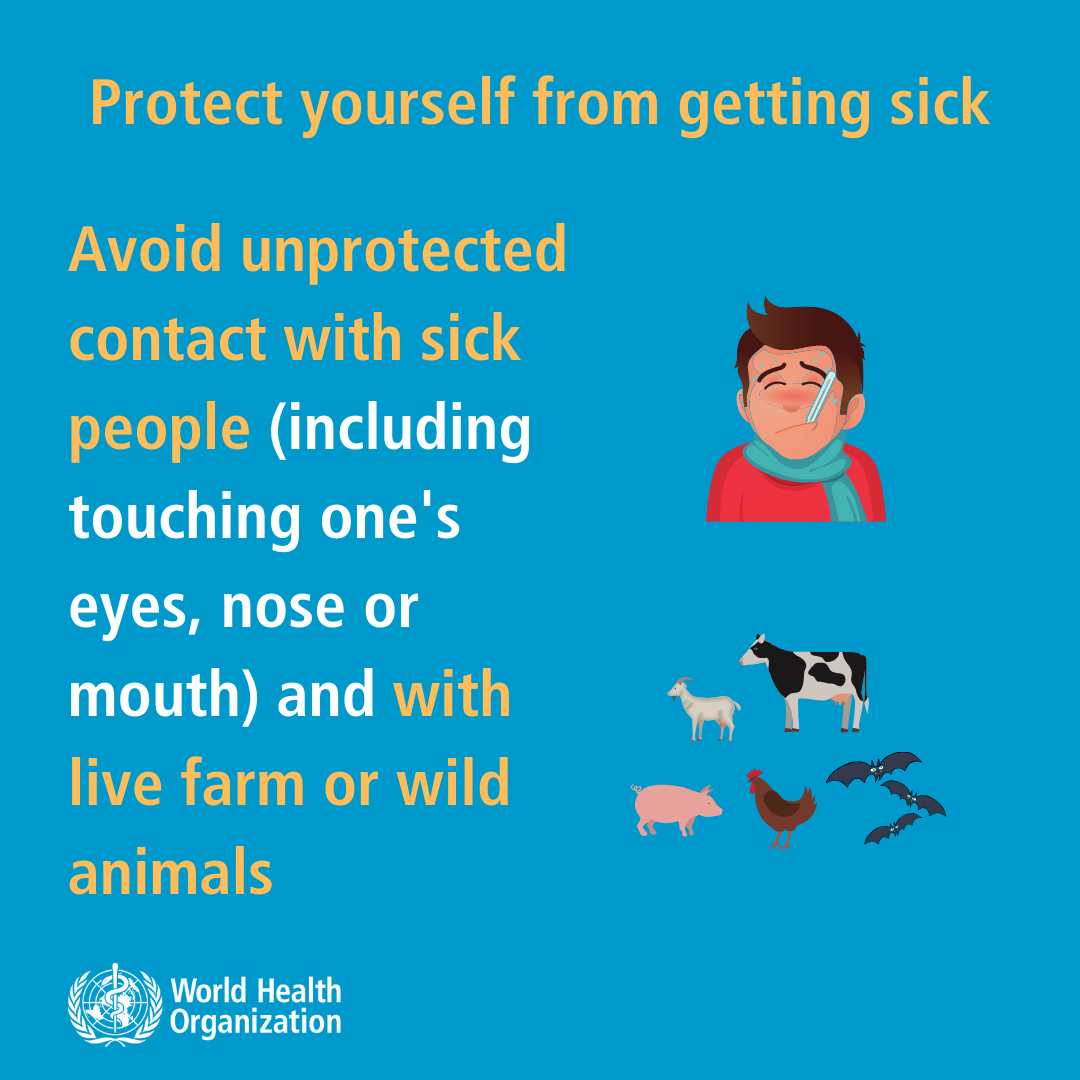 Protect yourself from getting sick
Avoid unprotected
contact with sick
people (including
touching one's
eyes, nose or
mouth) and with
live farm or wild
animals
World Health
Organization